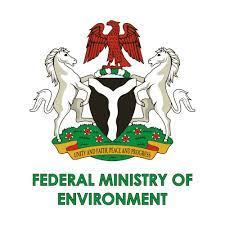 UNITY AND FAITH, PEACE AND PROGRESS
FEDERAL MINISTRY OF
ENVIRONMENT